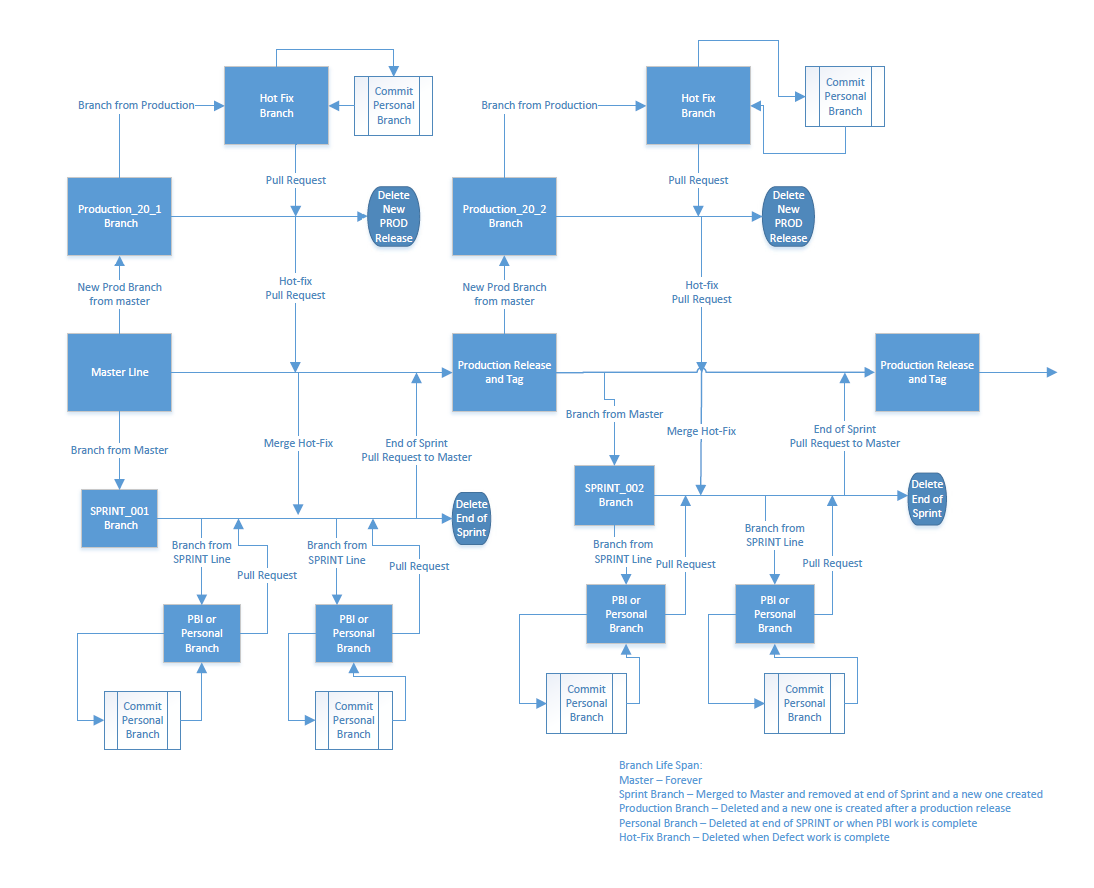 Hot Fix
Branch
Commit
Personal
Branch
Branch from Production
Pull Request
Production_20_1
Branch
Delete
New
PROD
Release
New Prod Branch
from master
Hot-fix
Pull Request
Hot Fix
Branch
Commit
Personal
Branch
Branch from Production
Pull Request
Production_20_2
Branch
Delete
New
PROD
Release
New Prod Branch
from master
Hot-fix
Pull Request
Master LIne
Production Release
and Tag
Production Release
and Tag
Branch from Master
Merge Hot-Fix
End of Sprint
Pull Request to Master
Branch from Master
Merge Hot-Fix
End of Sprint
Pull Request to Master
SPRINT_001
Branch
Delete
End of
Sprint
SPRINT_002
Branch
Delete
End of
Sprint
Branch from
SPRINT Line
Pull Request
Branch from
SPRINT Line
Pull Request
Branch from
SPRINT Line
Pull Request
Branch from
SPRINT Line
Pull Request
PBI or
Personal
Branch
PBI or
Personal
Branch
PBI or
Personal
Branch
PBI or
Personal
Branch
Commit
Personal
Branch
Commit
Personal
Branch
Commit
Personal
Branch
Commit
Personal
Branch
Branch Life Span:
Master – Forever
Sprint Branch – Merged to Master and removed at end of Sprint and a new one created
Production Branch – Deleted and a new one is created after a production release
Personal Branch – Deleted at end of SPRINT or when PBI work is complete
Hot-Fix Branch – Deleted when Defect work is complete